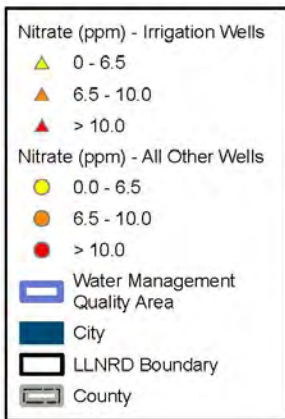 Nitrate (ppm) - Irrigation Wells
0 - 6.5
6.5 - 10.0
> 10.0
Nitrate (ppm) - All Other Wells
0.0 - 6.5
6.5 - 10.0
> 10.0
Water Management
Quality Area
City
LLNRD Boundary
County